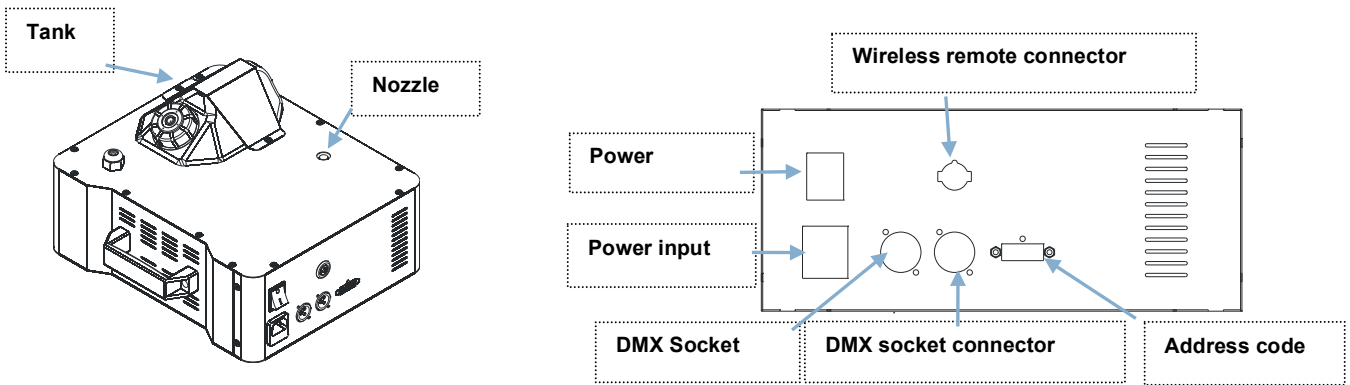 Tank
Nozzle
Wireless remote connector
Power
Power input
DMX Socket
DMX socket connector
Address code